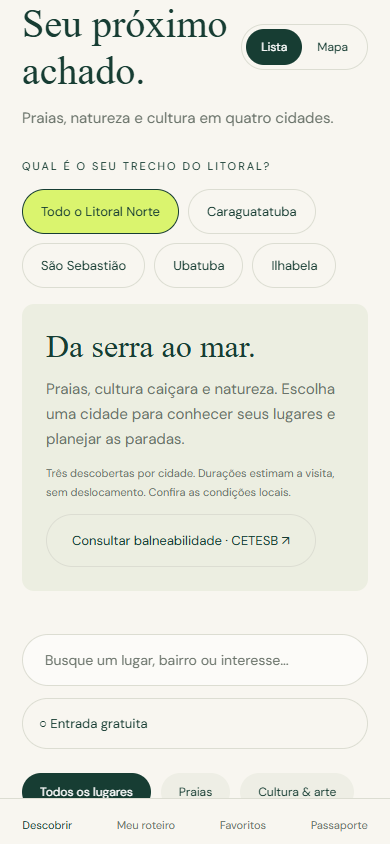 Seu próximo
achado.
Lista
Mapa
Praias, natureza e cultura em quatro cidades.
QUAL É O SEU TRECHO DO LITORAL?
Todo o Litoral Norte
Caraguatatuba
São Sebastião
Ubatuba
Ilhabela
Da serra ao mar.
Praias, cultura caiçara e natureza. Escolha
uma cidade para conhecer seus lugares e
planejar as paradas.
Três descobertas por cidade. Durações estimam a visita,
sem deslocamento. Confira as condições locais.
Consultar balneabilidade · CETESB ↗
Busque um lugar, bairro ou interesse...
○ Entrada gratuita
Todos os lugares
Praias
Cultura & arte
Descobrir
Meu roteiro
Favoritos
Passaporte